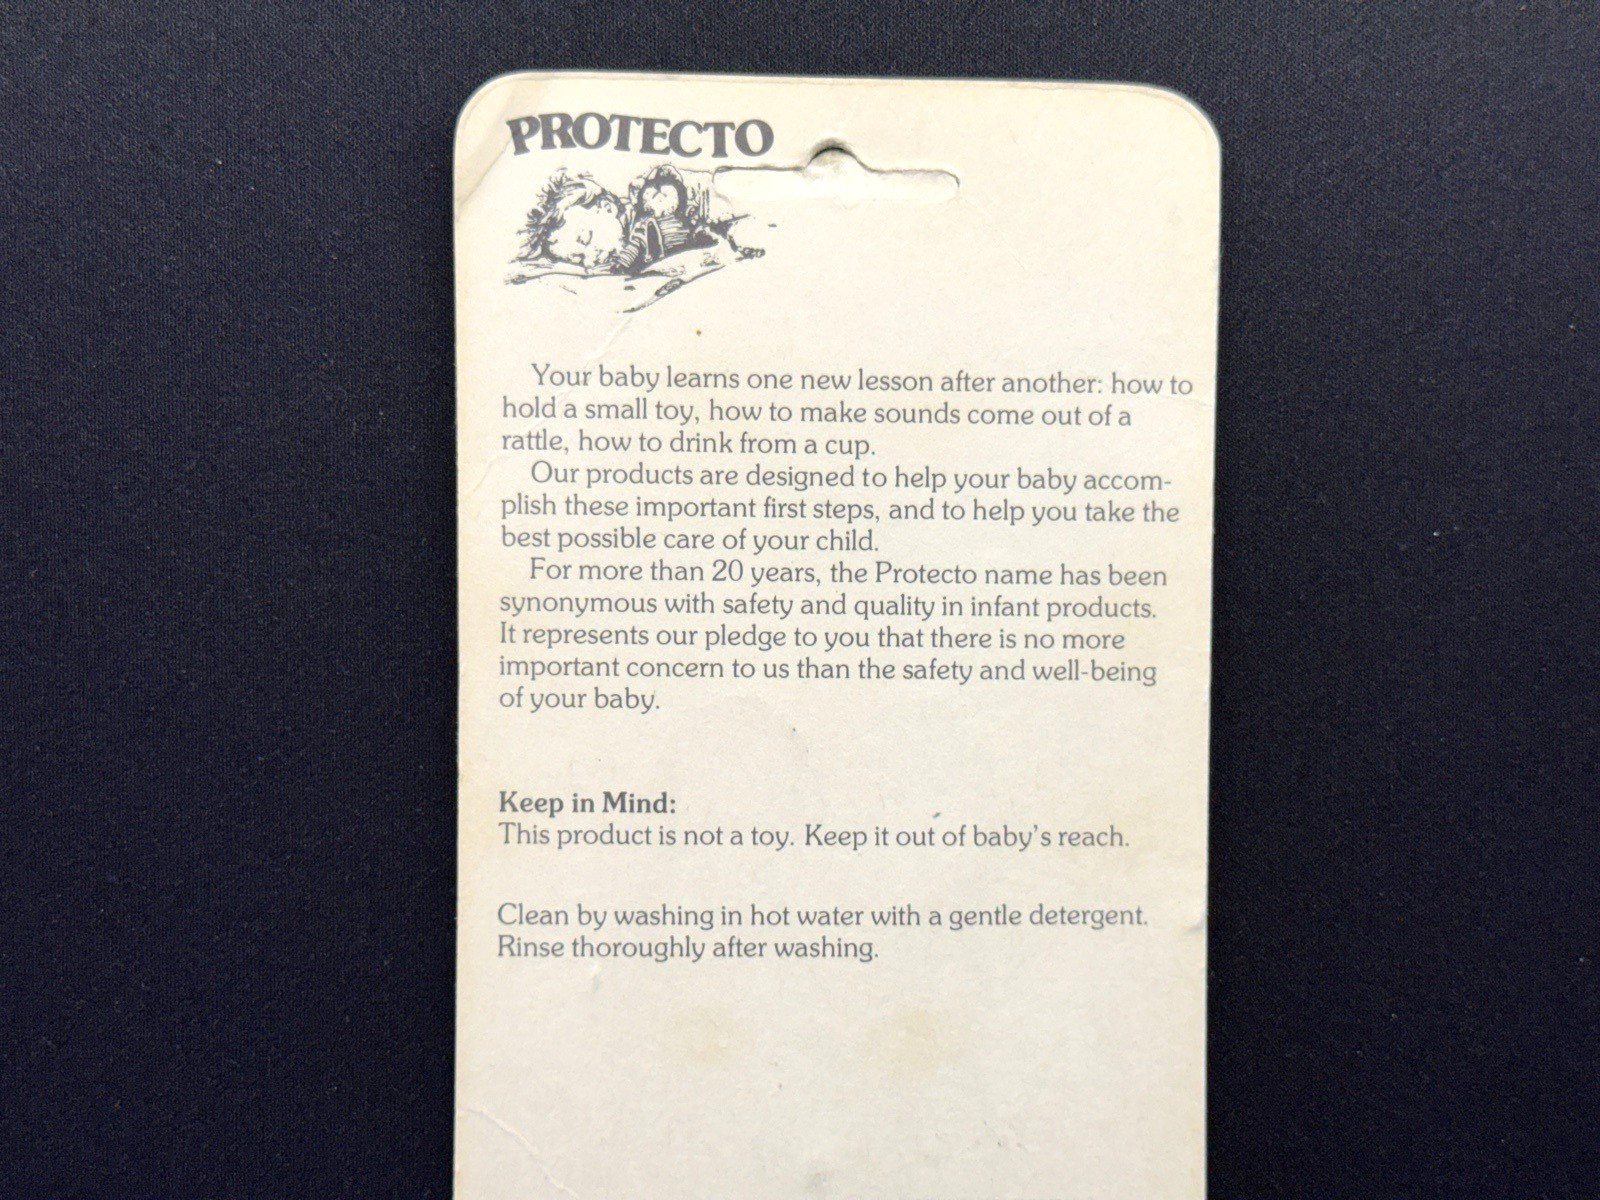 PROTECTO
Your baby learns one new lesson after another: how to
hold a small toy, how to make sounds come out of a
rattle, how to drink from a cup.
Our products are designed to help your baby accom-
plish these important first steps, and to help you take the
best possible care of your child.
For more than 20 years, the Protecto name has been
synonymous with safety and quality in infant products.
It represents our pledge to you that there is no more
important concern to us than the safety and well-being
of your baby.
Keep in Mind:
This product is not a toy. Keep it out of baby's reach.
Clean by washing in hot water with a gentle detergent.
Rinse thoroughly after washing.